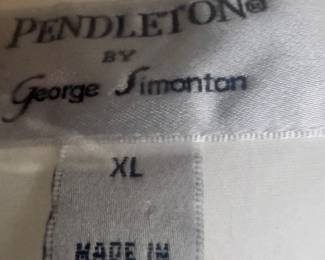 PENDLETON®
BY
George Simonton
XL
MADE IN